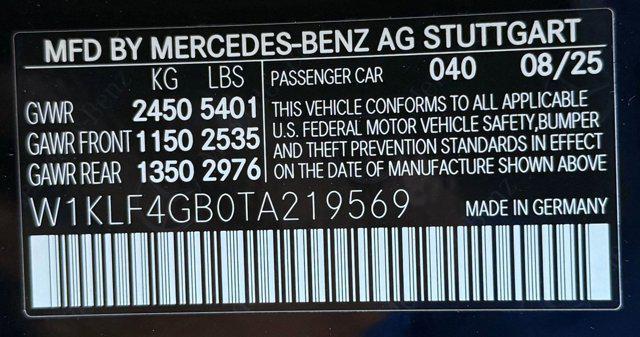 MFD BY MERCEDES-BENZ AG STUTTGART
KG LBS PASSENGER CAR 040 08/25
GVWR 2450 5401
GAWR FRONT 1150 2535
GAWR REAR 1350 2976
THIS VEHICLE CONFORMS TO ALL APPLICABLE
U.S. FEDERAL MOTOR VEHICLE SAFETY,BUMPER
AND THEFT PREVENTION STANDARDS IN EFFECT
ON THE DATE OF MANUFACTURE SHOWN ABOVE
W1KLF4GB0TA219569 MADE IN GERMANY